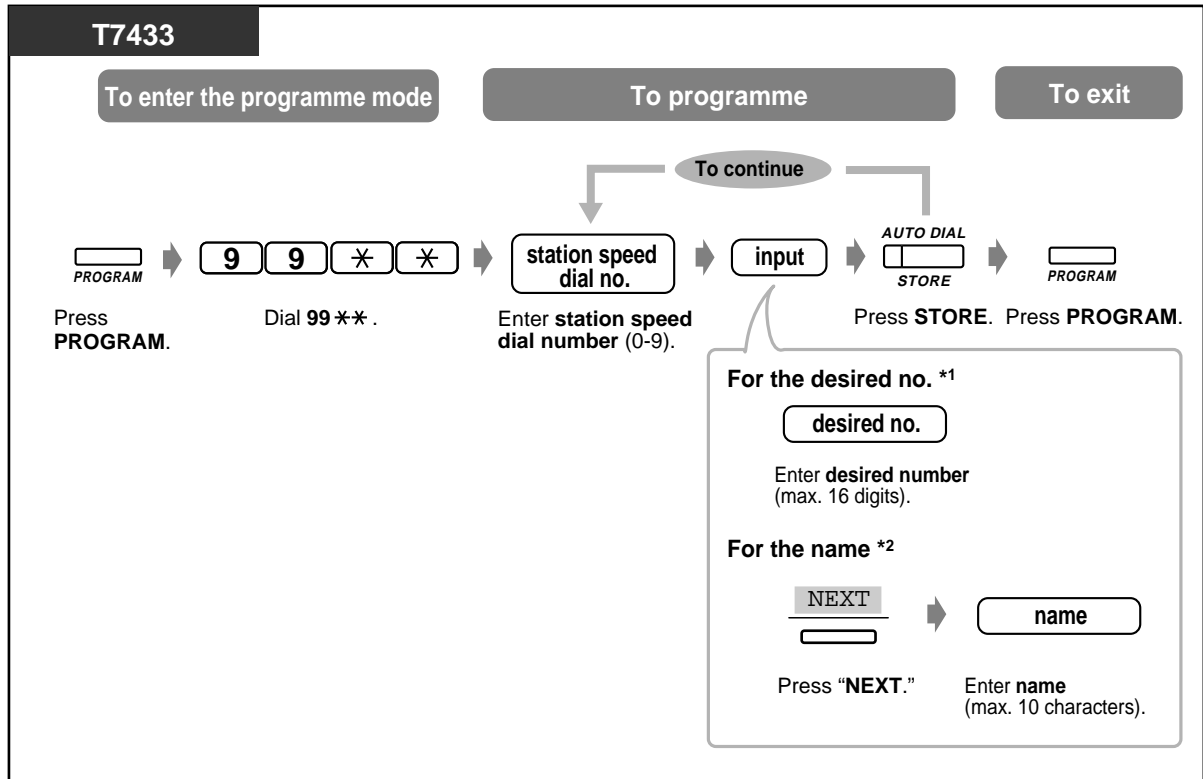 T7433
To enter the programme mode
To programme
To exit
To continue
PROGRAM
9 9 * *
station speed
dial no.
input
AUTO DIAL
STORE
PROGRAM
Press
PROGRAM.
Dial 99 ** .
Enter station speed
dial number (0-9).
Press STORE.
Press PROGRAM.
For the desired no. *1
desired no.
Enter desired number
(max. 16 digits).
For the name *2
NEXT
name
Press “NEXT.”
Enter name
(max. 10 characters).